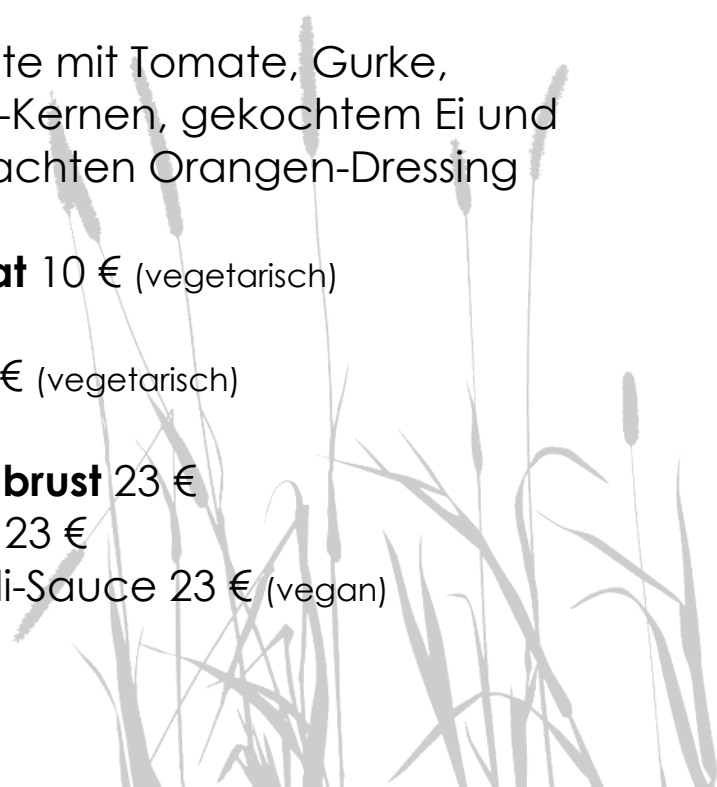 te mit Tomate, Gurke,
-Kernen, gekochtem Ei und
achten Orangen-Dressing
at 10 € (vegetarisch)
€ (vegetarisch)
brust 23 €
23 €
li-Sauce 23 € (vegan)